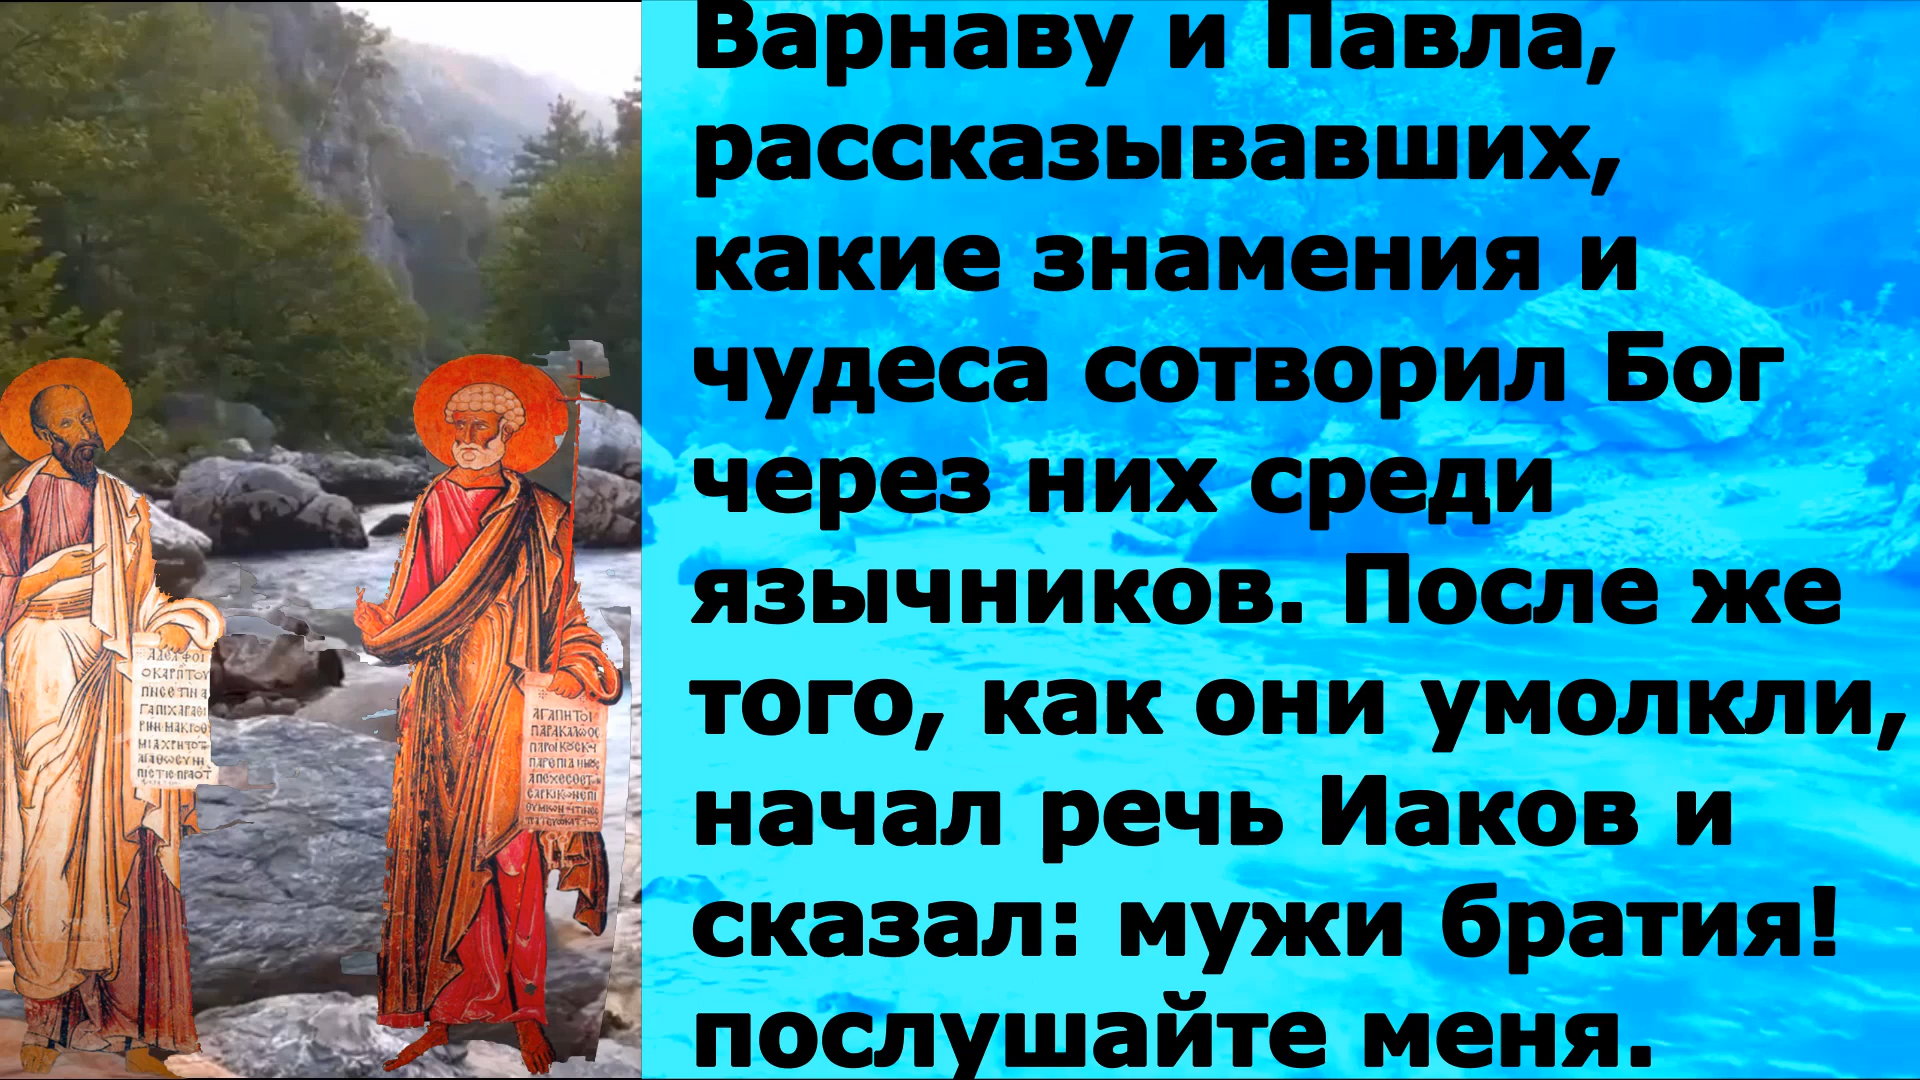 Варнаву и Павла,
рассказывавших,
какие знамения и
чудеса сотворил Бог
через них среди
язычников. После же
того, как они умолкли,
начал речь Иаков и
сказал: мужи братия!
послушайте меня.
ΑΓΑΠΗΤΟΙ